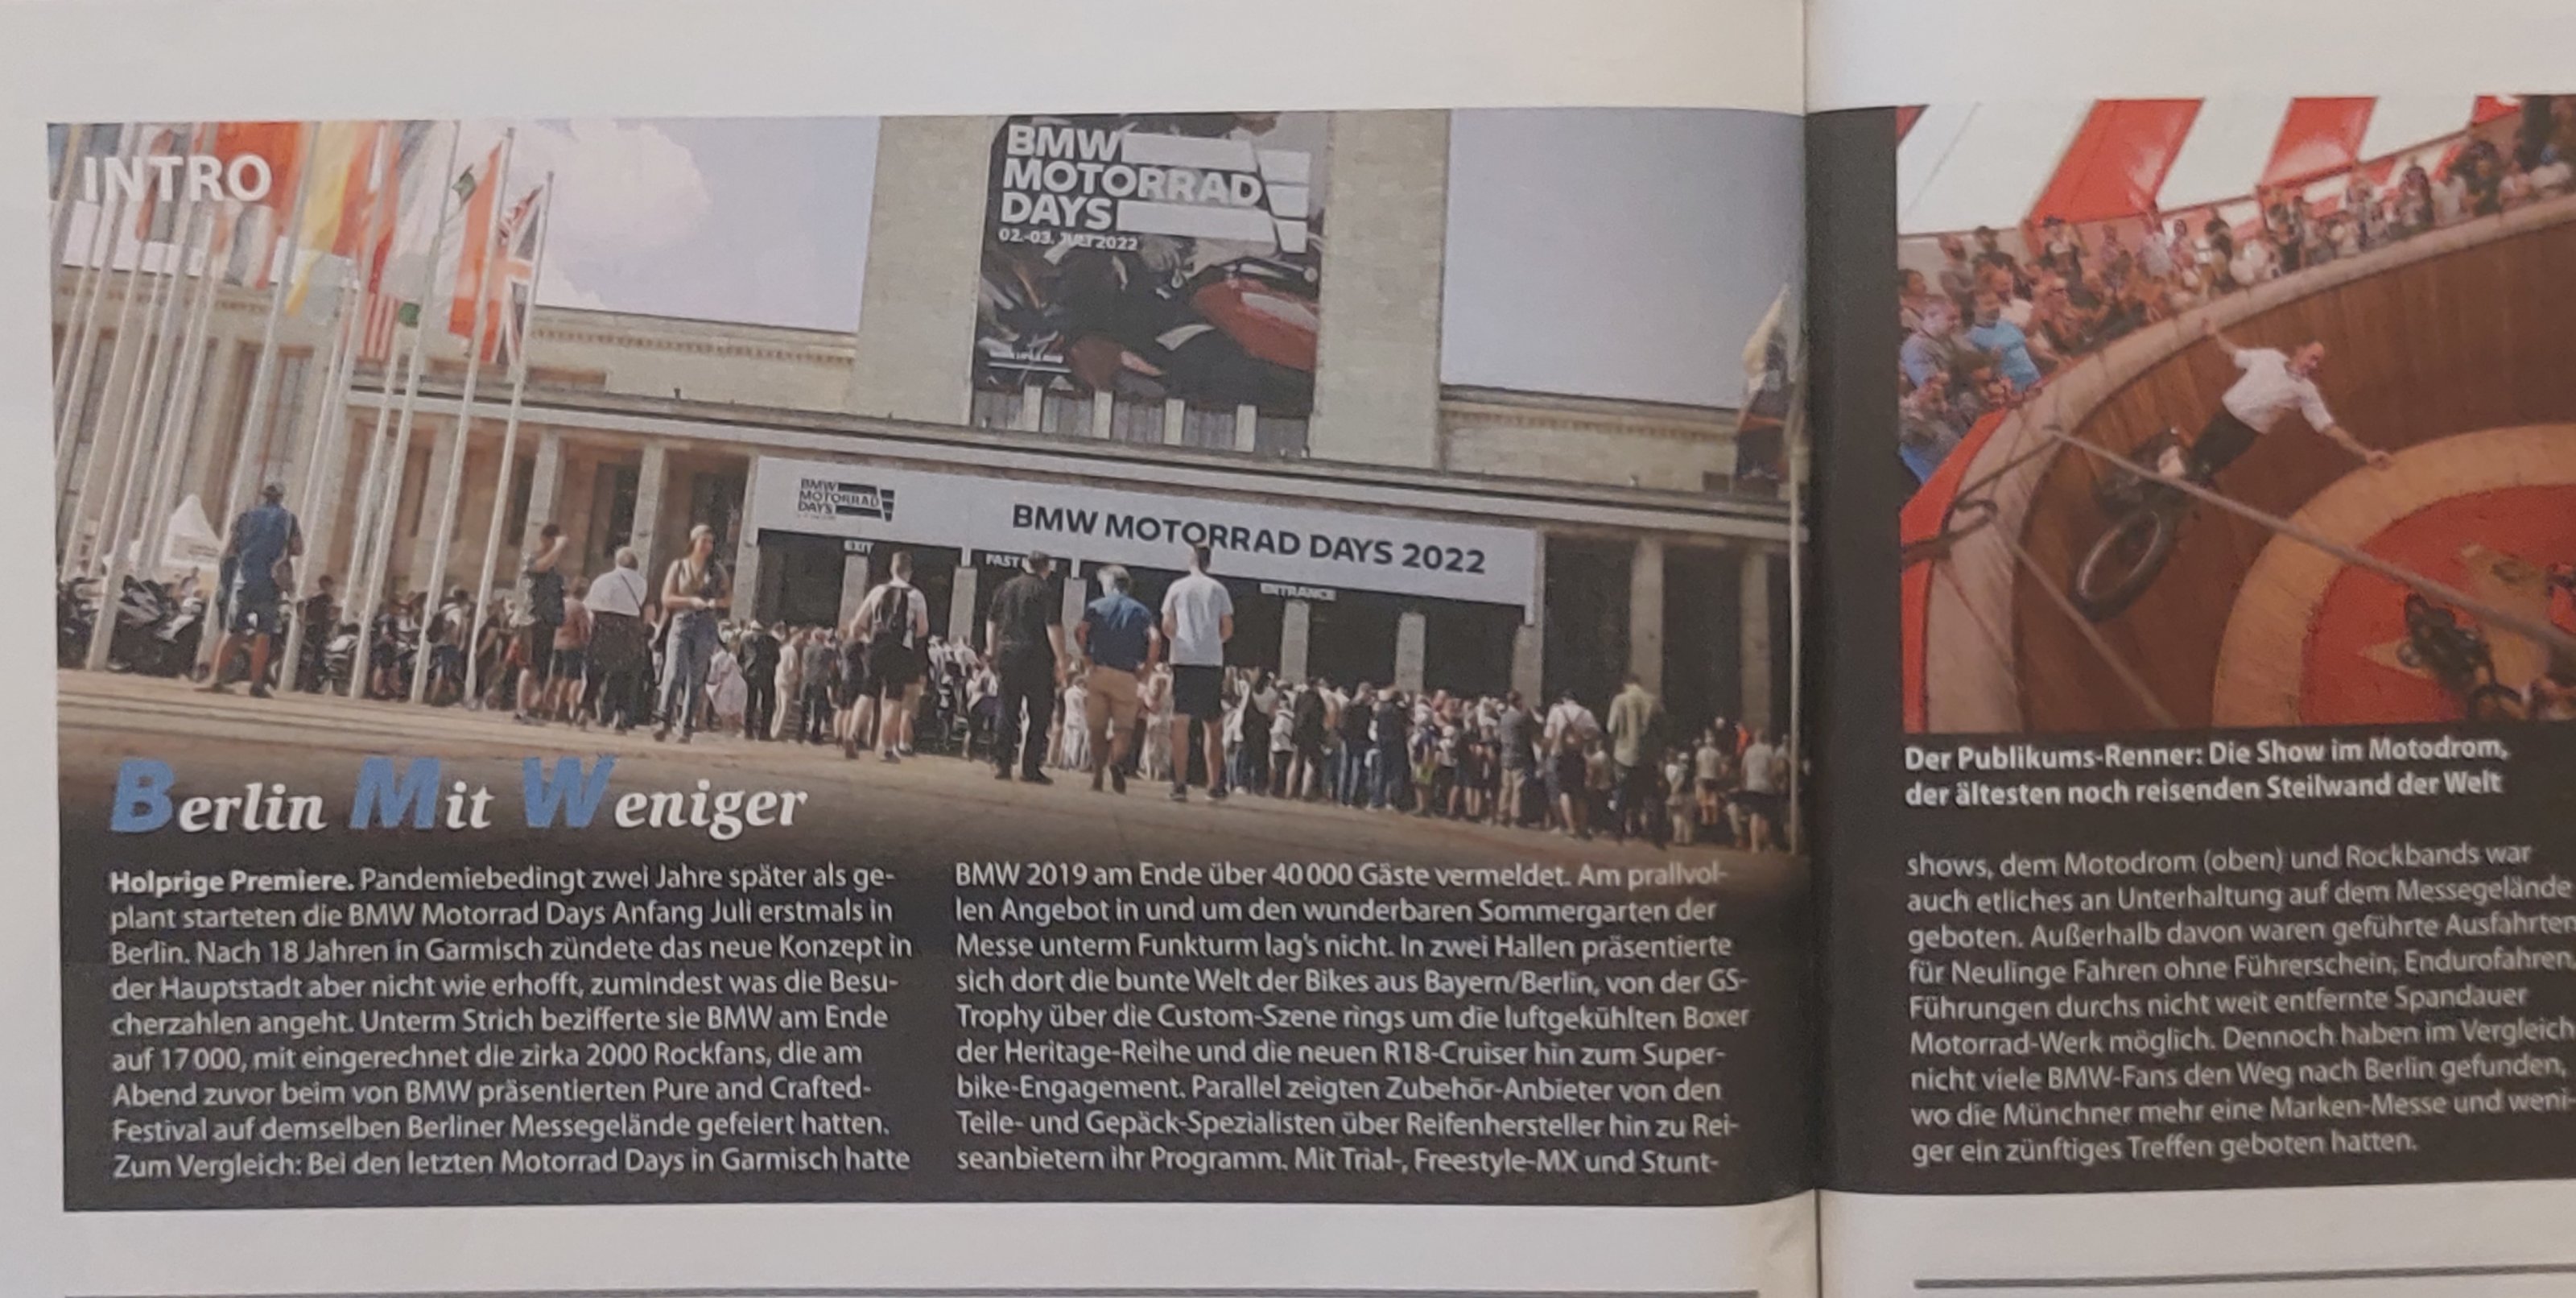 INTRO
BMW
MOTORRAD
DAYS
02.-03. JULI 2022
BMW
MOTORRAD
DAYS
BMW MOTORRAD DAYS 2022
EXIT
FAST
ENTRANCE
Berlin Mit Weniger
Holprige Premiere. Pandemiebedingt zwei Jahre später als ge-
plant starteten die BMW Motorrad Days Anfang Juli erstmals in
Berlin. Nach 18 Jahren in Garmisch zündete das neue Konzept in
der Hauptstadt aber nicht wie erhofft, zumindest was die Besu-
cherzahlen angeht. Unterm Strich bezifferte sie BMW am Ende
auf 17 000, mit eingerechnet die zirka 2000 Rockfans, die am
Abend zuvor beim von BMW präsentierten Pure and Crafted-
Festival auf demselben Berliner Messegelände gefeiert hatten.
Zum Vergleich: Bei den letzten Motorrad Days in Garmisch hatte
BMW 2019 am Ende über 40 000 Gäste vermeldet. Am prallvol-
len Angebot in und um den wunderbaren Sommergarten der
Messe unterm Funkturm lag's nicht. In zwei Hallen präsentierte
sich dort die bunte Welt der Bikes aus Bayern/Berlin, von der GS-
Trophy über die Custom-Szene rings um die luftgekühlten Boxer
der Heritage-Reihe und die neuen R18-Cruiser hin zum Super-
bike-Engagement. Parallel zeigten Zubehör-Anbieter von den
Teile- und Gepäck-Spezialisten über Reifenhersteller hin zu Rei-
seanbietern ihr Programm. Mit Trial-, Freestyle-MX und Stunt-
Der Publikums-Renner: Die Show im Motodrom,
der ältesten noch reisenden Steilwand der Welt
shows, dem Motodrom (oben) und Rockbands war
auch etliches an Unterhaltung auf dem Messegelände
geboten. Außerhalb davon waren geführte Ausfahrten
für Neulinge Fahren ohne Führerschein, Endurofahren,
Führungen durchs nicht weit entfernte Spandauer
Motorrad-Werk möglich. Dennoch haben im Vergleich
nicht viele BMW-Fans den Weg nach Berlin gefunden,
wo die Münchner mehr eine Marken-Messe und weni-
ger ein zünftiges Treffen geboten hatten.